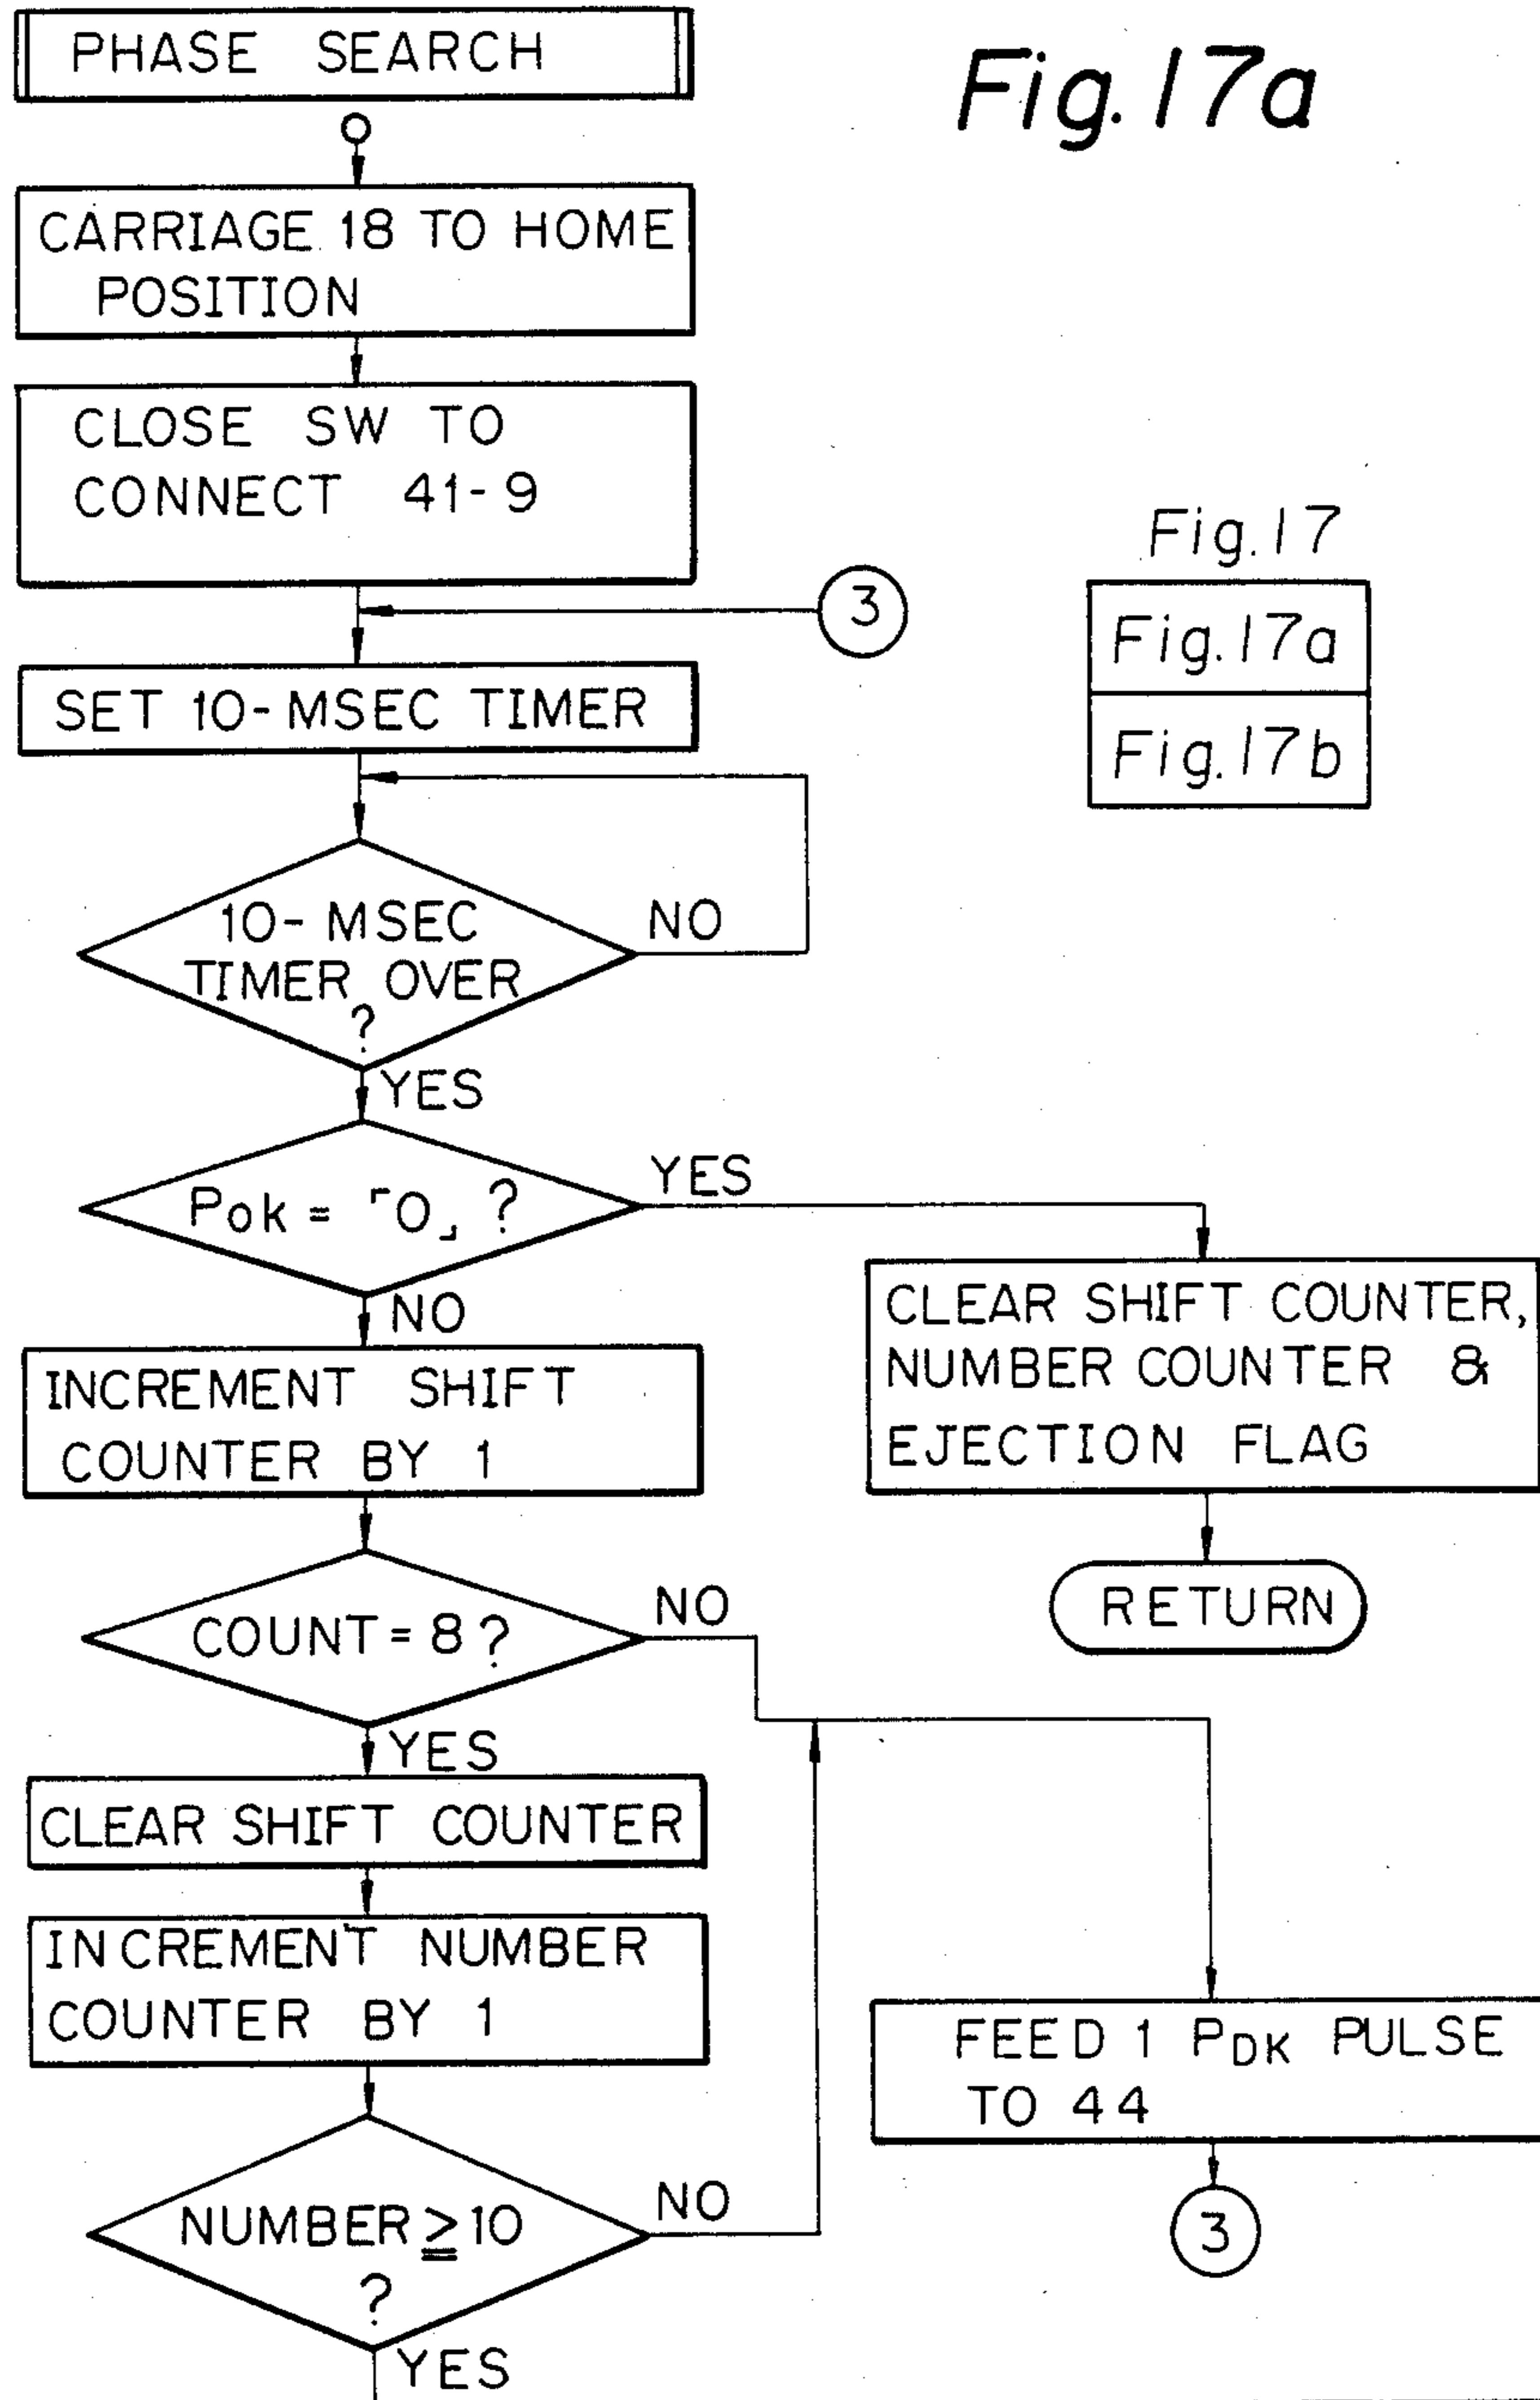 Fig.17a
PHASE SEARCH
CARRIAGE 18 TO HOME
POSITION
CLOSE SW TO
CONNECT 41-9
3
Fig.17
Fig.17a
Fig.17b
SET 10-MSEC TIMER
10-MSEC
TIMER OVER
?
NO
YES
Pok = 「0」 ?
YES
NO
CLEAR SHIFT COUNTER,
NUMBER COUNTER &
EJECTION FLAG
RETURN
INCREMENT SHIFT
COUNTER BY 1
COUNT = 8 ?
NO
YES
CLEAR SHIFT COUNTER
INCREMENT NUMBER
COUNTER BY 1
FEED 1 PDK PULSE
TO 44
3
NUMBER ≧ 10
?
NO
YES